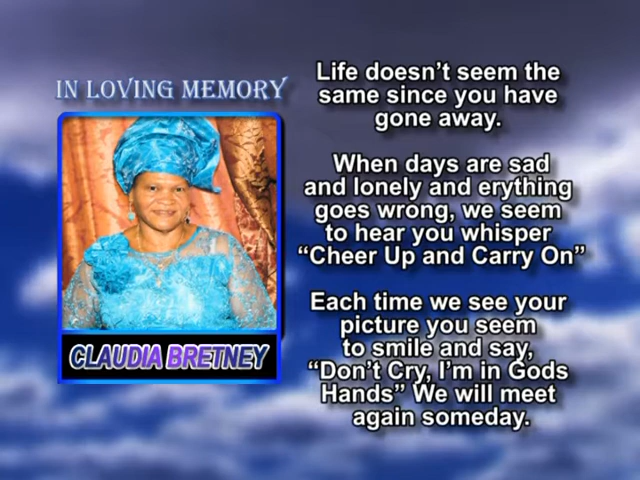 IN LOVING MEMORY
CLAUDIA BRETNEY
Life doesn't seem the
same since you have
gone away.
When days are sad
and lonely and erything
goes wrong, we seem
to hear you whisper
“Cheer Up and Carry On”
Each time we see your
picture you seem
to smile and say,
“Don't Cry, I'm in Gods
Hands” We will meet
again someday.